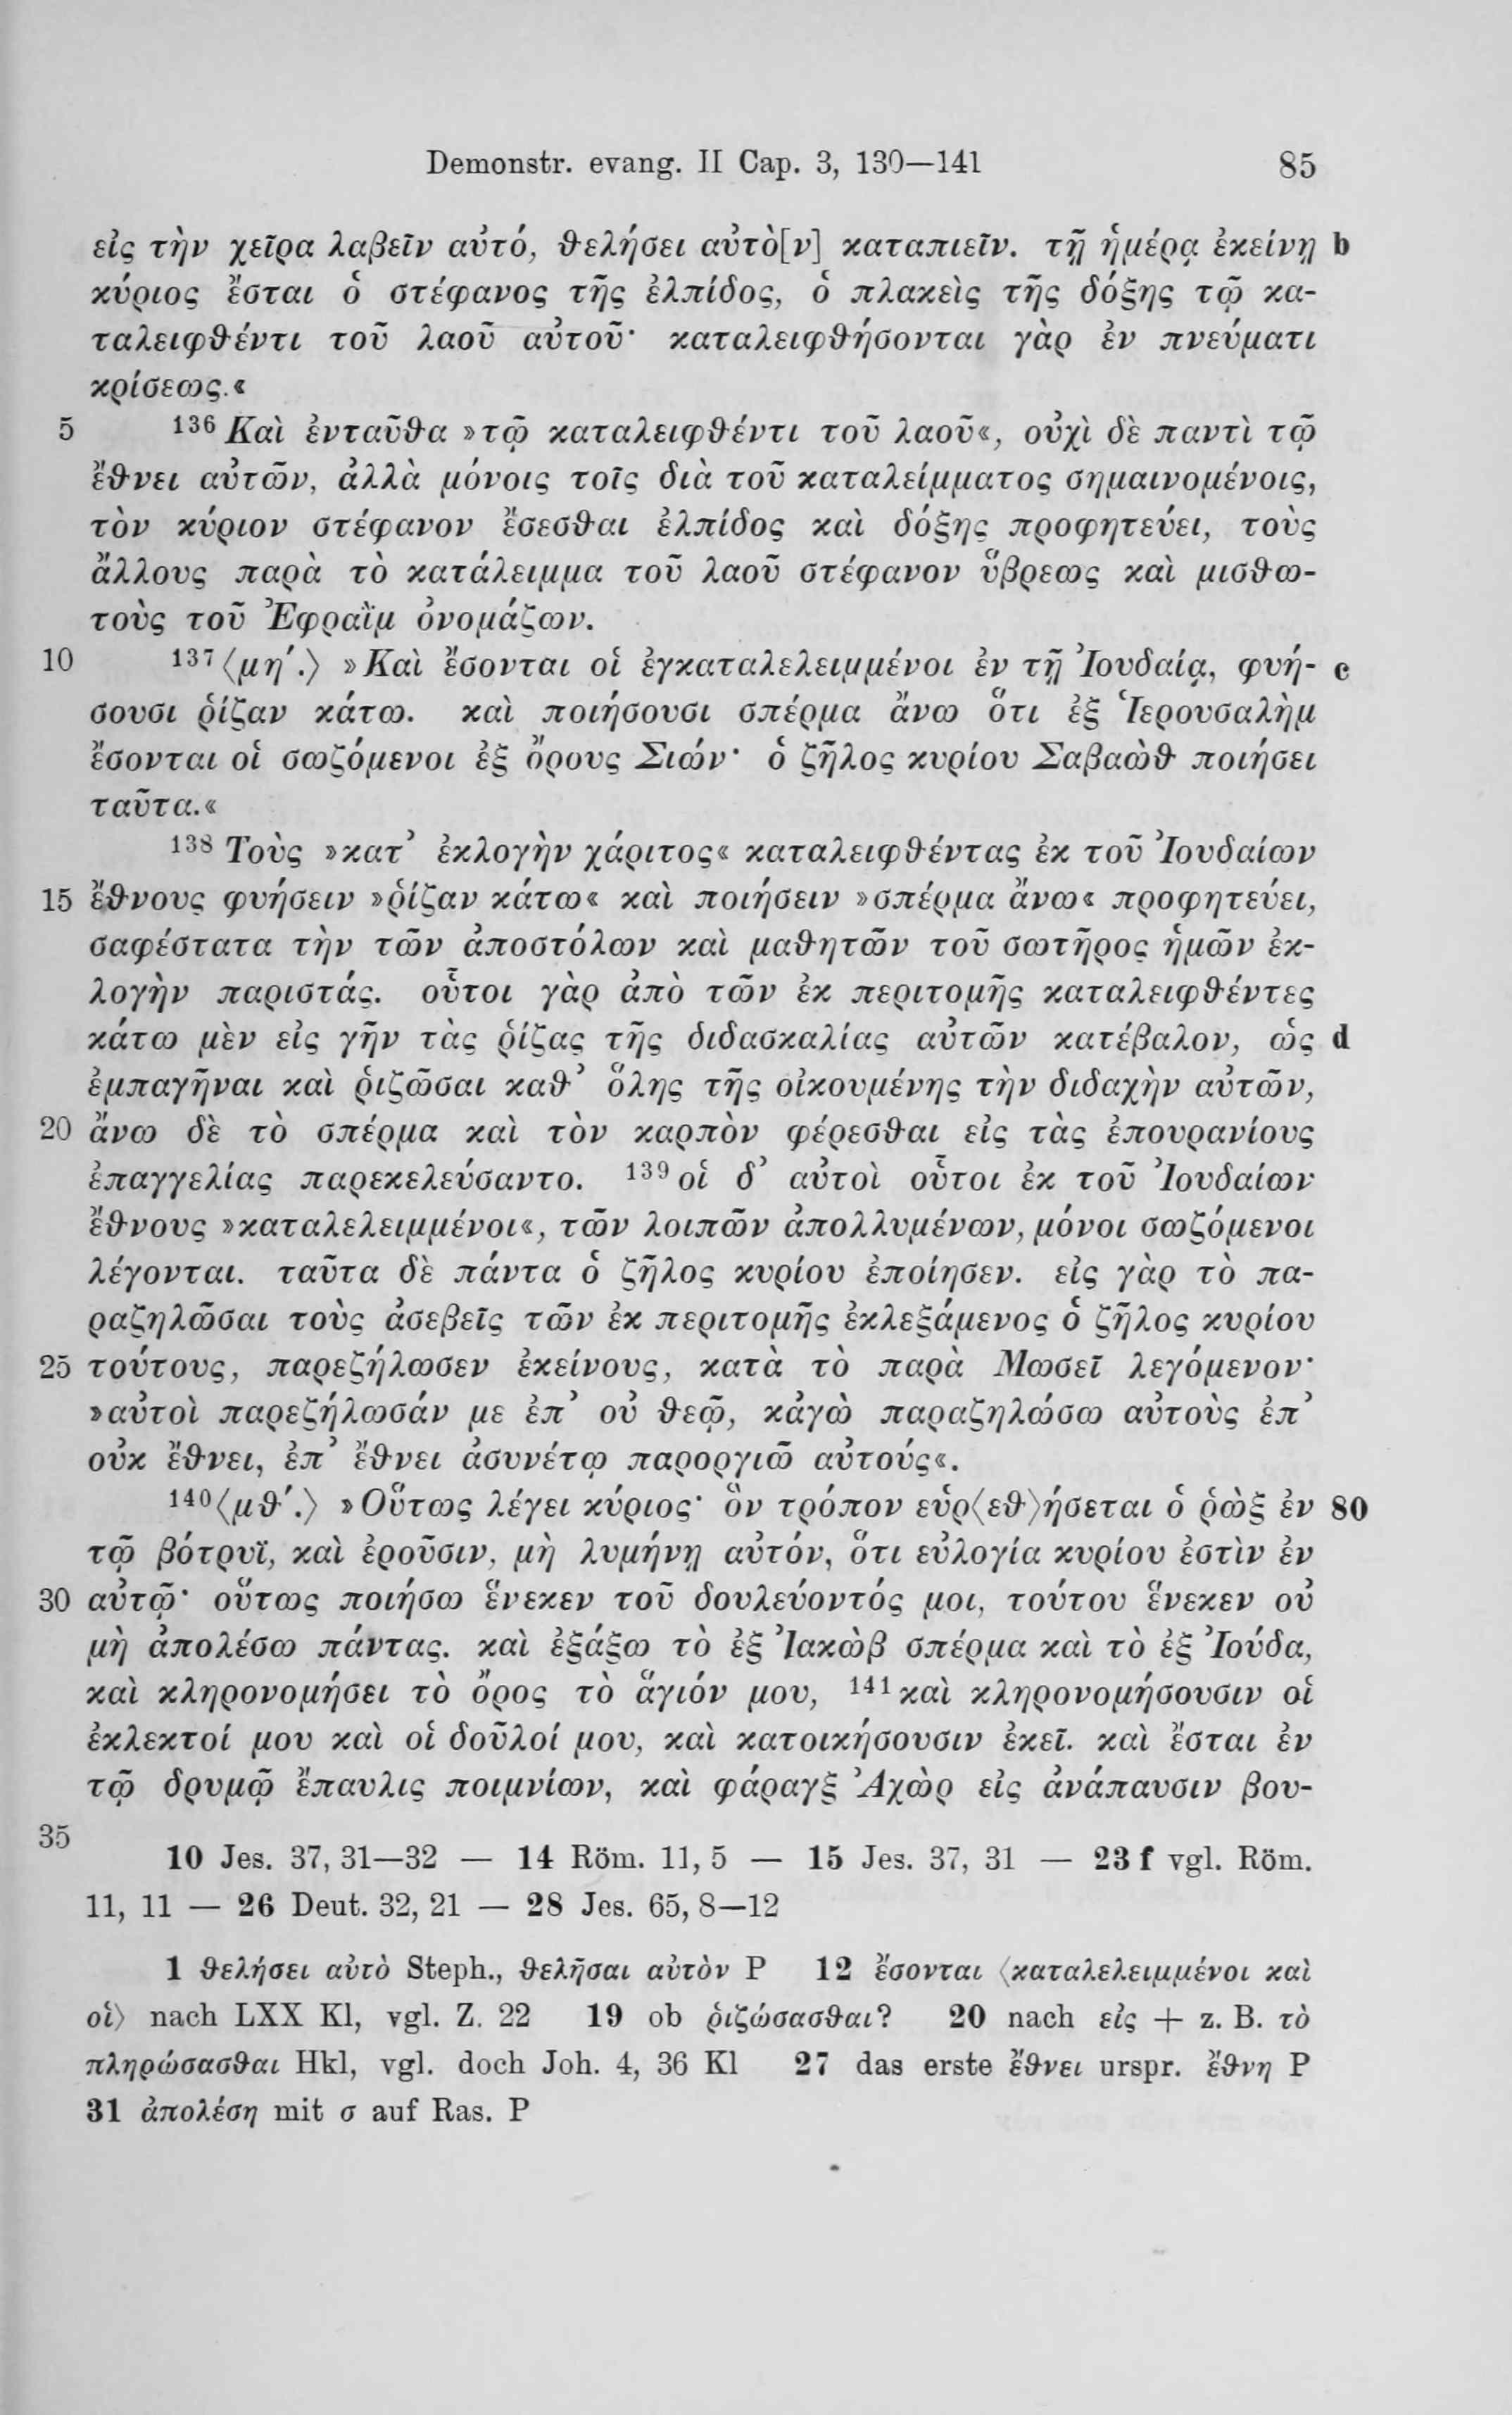 Demonstr. evang. II Cap. 3, 130—141 85
εἰς τὴν χεῖρα λαβεῖν αὐτό, θελήσει αὐτὸ[ν] καταπιεῖν. τῇ ἡμέρᾳ ἐκείνῃ b
κύριος ἔσται ὁ στέφανος τῆς ἐλπίδος, ὁ πλακεὶς τῆς δόξης τῷ κα-
ταλειφθέντι τοῦ λαοῦ αὐτοῦ· καταλειφθήσονται γὰρ ἐν πνεύματι
κρίσεως.«
5 136 Καὶ ἐνταῦθα »τῷ καταλειφθέντι τοῦ λαοῦ«, οὐχὶ δὲ παντὶ τῷ
ἔθνει αὐτῶν, ἀλλὰ μόνοις τοῖς διὰ τοῦ καταλείμματος σημαινομένοις,
τὸν κύριον στέφανον ἔσεσθαι ἐλπίδος καὶ δόξης προφητεύει, τοὺς
ἄλλους παρὰ τὸ κατάλειμμα τοῦ λαοῦ στέφανον ὕβρεως καὶ μισθω-
τοὺς τοῦ Ἐφραῒμ ὀνομάζων.
10 137 〈μη΄.〉 »Καὶ ἔσονται οἱ ἐγκαταλελειμμένοι ἐν τῇ Ἰουδαίᾳ, φυή- c
σουσι ῥίζαν κάτω. καὶ ποιήσουσι σπέρμα ἄνω ὅτι ἐξ Ἱερουσαλὴμ
ἔσονται οἱ σωζόμενοι ἐξ ὄρους Σιών· ὁ ζῆλος κυρίου Σαβαὼθ ποιήσει
ταῦτα.«
138 Τοὺς »κατ᾽ ἐκλογὴν χάριτος« καταλειφθέντας ἐκ τοῦ Ἰουδαίων
15 ἔθνους φυήσειν »ῥίζαν κάτω« καὶ ποιήσειν »σπέρμα ἄνω« προφητεύει,
σαφέστατα τὴν τῶν ἀποστόλων καὶ μαθητῶν τοῦ σωτῆρος ἡμῶν ἐκ-
λογὴν παριστάς. οὗτοι γὰρ ἀπὸ τῶν ἐκ περιτομῆς καταλειφθέντες
κάτω μὲν εἰς γῆν τὰς ῥίζας τῆς διδασκαλίας αὐτῶν κατέβαλον, ὡς d
ἐμπαγῆναι καὶ ῥιζῶσαι καθ᾽ ὅλης τῆς οἰκουμένης τὴν διδαχὴν αὐτῶν,
20 ἄνω δὲ τὸ σπέρμα καὶ τὸν καρπὸν φέρεσθαι εἰς τὰς ἐπουρανίους
ἐπαγγελίας παρεκελεύσαντο. 139 οἱ δ᾽ αὐτοὶ οὗτοι ἐκ τοῦ Ἰουδαίων
ἔθνους »καταλελειμμένοι«, τῶν λοιπῶν ἀπολλυμένων, μόνοι σωζόμενοι
λέγονται. ταῦτα δὲ πάντα ὁ ζῆλος κυρίου ἐποίησεν. εἰς γὰρ τὸ πα-
ραζηλῶσαι τοὺς ἀσεβεῖς τῶν ἐκ περιτομῆς ἐκλεξάμενος ὁ ζῆλος κυρίου
25 τούτους, παρεζήλωσεν ἐκείνους, κατὰ τὸ παρὰ Μωσεῖ λεγόμενον·
»αὐτοὶ παρεζήλωσάν με ἐπ᾽ οὐ θεῷ, κἀγὼ παραζηλώσω αὐτοὺς ἐπ᾽
οὐκ ἔθνει, ἐπ᾽ ἔθνει ἀσυνέτῳ παροργιῶ αὐτούς«.
140 〈μθ΄.〉 »Οὕτως λέγει κύριος· ὃν τρόπον εὑρ〈εθ〉ήσεται ὁ ῥὼξ ἐν 80
τῷ βότρυϊ, καὶ ἐροῦσιν, μὴ λυμήνῃ αὐτόν, ὅτι εὐλογία κυρίου ἐστὶν ἐν
30 αὐτῷ· οὕτως ποιήσω ἕνεκεν τοῦ δουλεύοντός μοι, τούτου ἕνεκεν οὐ
μὴ ἀπολέσω πάντας. καὶ ἐξάξω τὸ ἐξ Ἰακὼβ σπέρμα καὶ τὸ ἐξ Ἰούδα,
καὶ κληρονομήσει τὸ ὄρος τὸ ἅγιόν μου, 141 καὶ κληρονομήσουσιν οἱ
ἐκλεκτοί μου καὶ οἱ δοῦλοί μου, καὶ κατοικήσουσιν ἐκεῖ. καὶ ἔσται ἐν
τῷ δρυμῷ ἔπαυλις ποιμνίων, καὶ φάραγξ Ἀχὼρ εἰς ἀνάπαυσιν βου-
35
10 Jes. 37, 31—32 — 14 Röm. 11, 5 — 15 Jes. 37, 31 — 23 f vgl. Röm.
11, 11 — 26 Deut. 32, 21 — 28 Jes. 65, 8—12
1 θελήσει αὐτὸ Steph., θελῆσαι αὐτὸν P 12 ἔσονται 〈καταλελειμμένοι καὶ
οἱ〉 nach LXX Kl, vgl. Z. 22 19 ob ῥιζώσασθαι? 20 nach εἰς + z. B. τὸ
πληρώσασθαι Hkl, vgl. doch Joh. 4, 36 Kl 27 das erste ἔθνει urspr. ἔθνη P
31 ἀπολέσῃ mit σ auf Ras. P